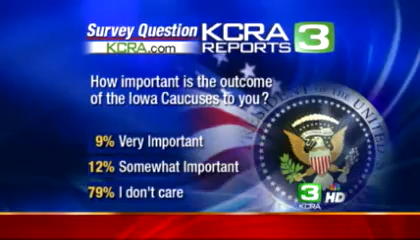 Survey Question
KCRA.com
KCRA
REPORTS
3
How important is the outcome
of the Iowa Caucuses to you?
9% Very Important
12% Somewhat Important
79% I don't care
3
KCRA
HD